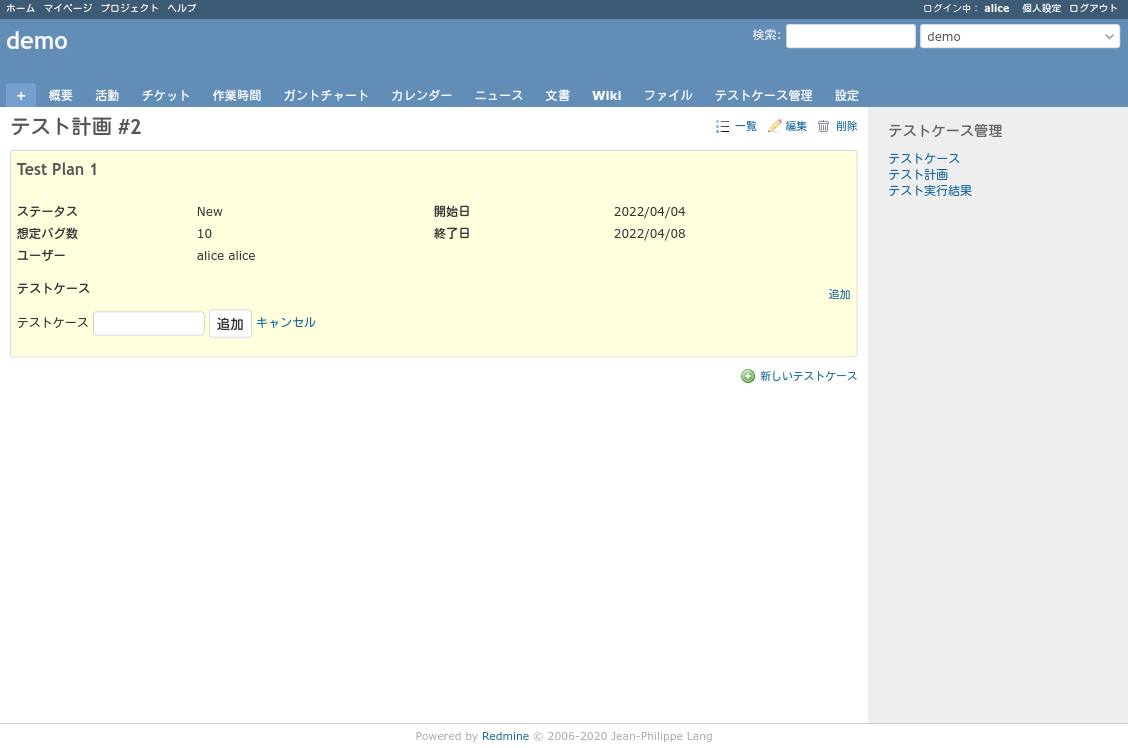 ホーム マイページ プロジェクト ヘルプ ログイン中： alice 個人設定 ログアウト
demo 検索: demo
+ 概要 活動 チケット 作業時間 ガントチャート カレンダー ニュース 文書 Wiki ファイル テストケース管理 設定
テスト計画 #2 一覧 編集 削除
Test Plan 1
ステータス New 開始日 2022/04/04
想定バグ数 10 終了日 2022/04/08
ユーザー alice alice
テストケース
追加
テストケース 追加 キャンセル
新しいテストケース
テストケース管理
テストケース
テスト計画
テスト実行結果
Powered by Redmine © 2006-2020 Jean-Philippe Lang